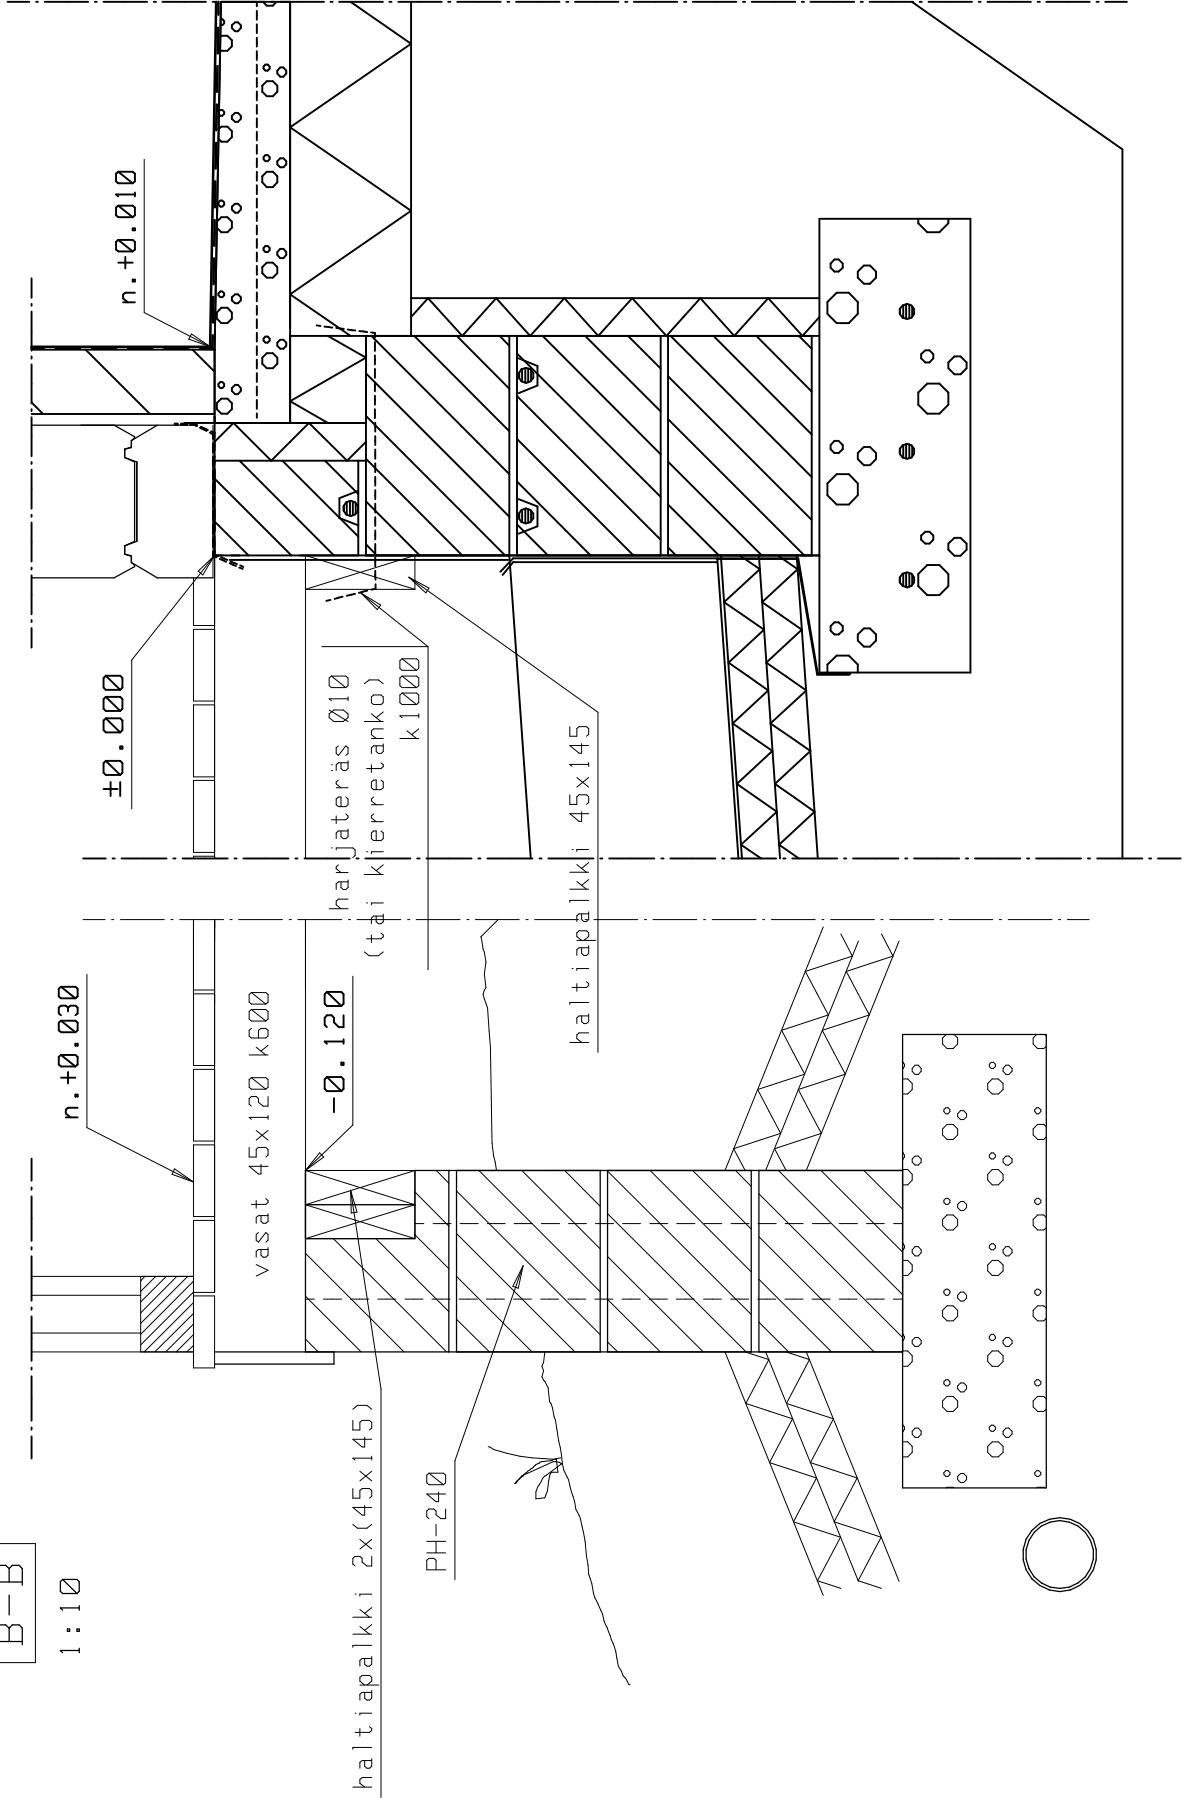 B-B
1:10
n.+0.030
±0.000
n.+0.010
vasat 45x120 k600
-0.120
harjateräs Ø10
(tai kierretanko)
k1000
haltiapalkki 45x145
haltiapalkki 2x(45x145)
PH-240